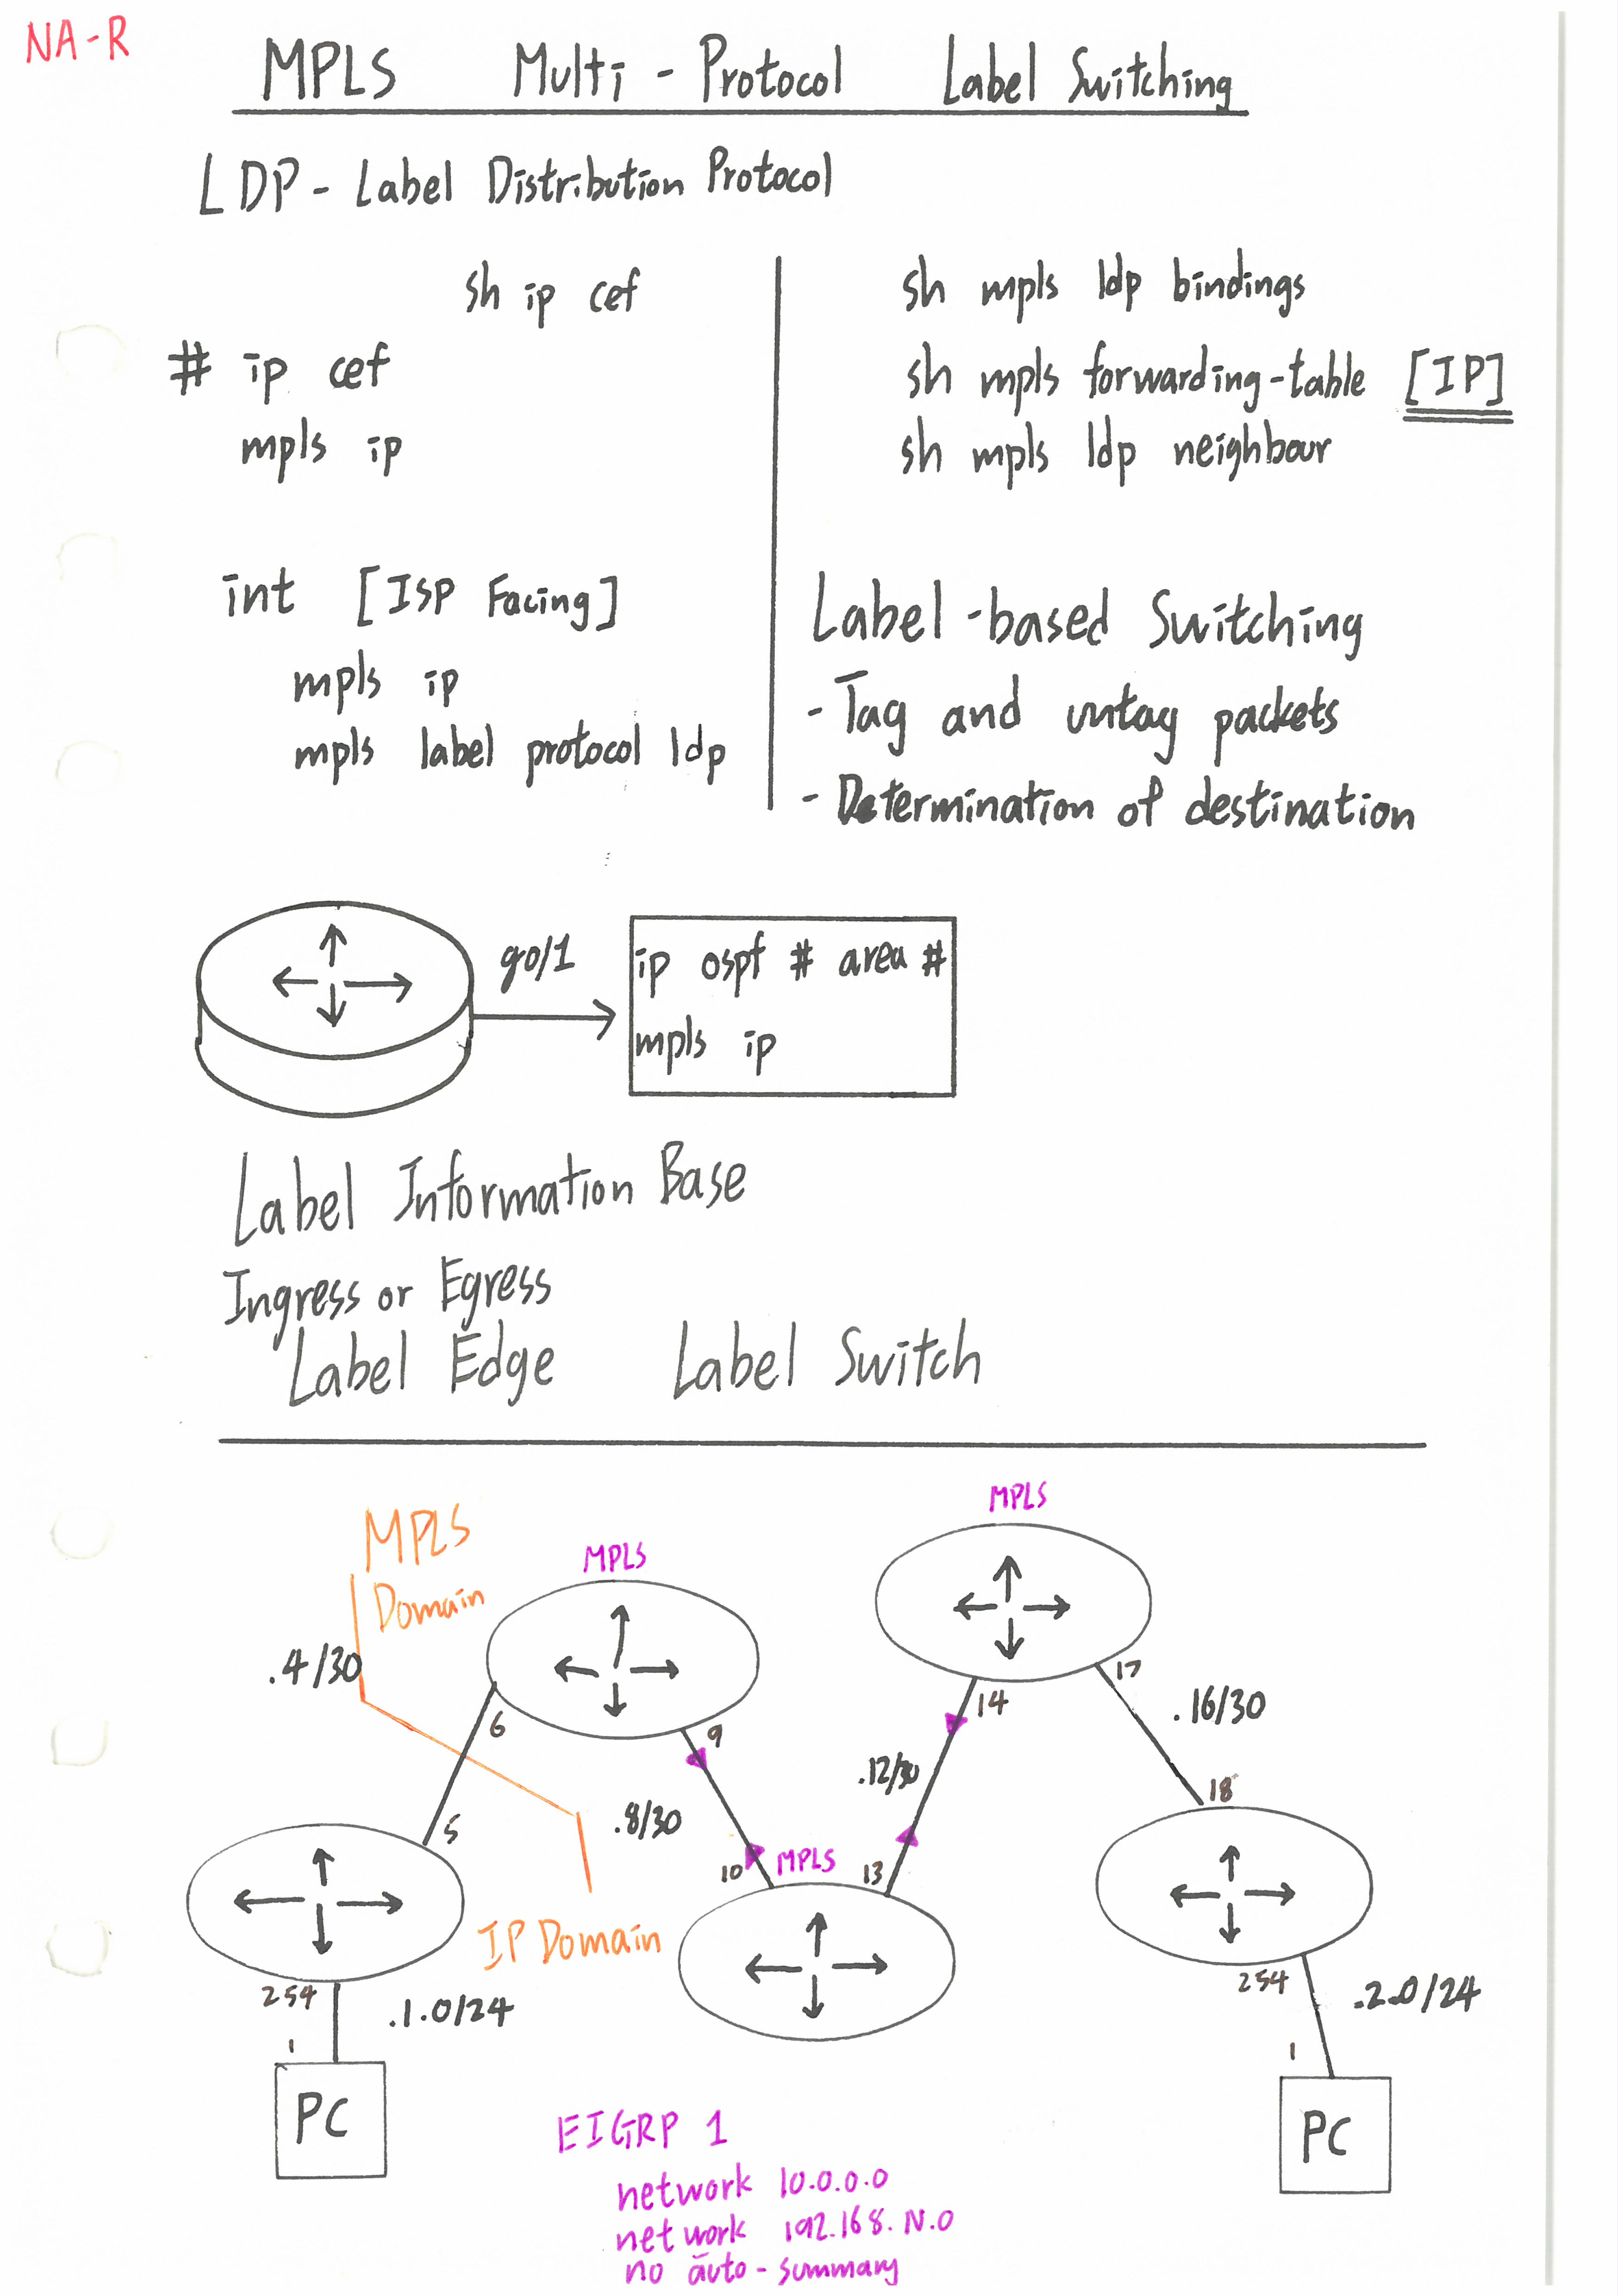 NA-R
MPLS Multi - Protocol Label Switching
LDP - Label Distribution Protocol
sh ip cef
# ip cef
mpls ip
int [ISP Facing]
mpls ip
mpls label protocol ldp
sh mpls ldp bindings
sh mpls forwarding-table [IP]
sh mpls ldp neighbour
Label-based Switching
- Tag and untag packets
- Determination of destination
g0/1
ip ospf # area #
mpls ip
Label Information Base
Ingress or Egress
Label Edge Label Switch
MPLS
Domain
MPLS
MPLS
.4/30
6
9
14
17
.16/30
.12/30
18
5
.8/30
10
MPLS
13
IP Domain
254
.1.0/24
1
PC
254
.2.0/24
1
PC
EIGRP 1
network 10.0.0.0
network 192.168.N.0
no auto-summary